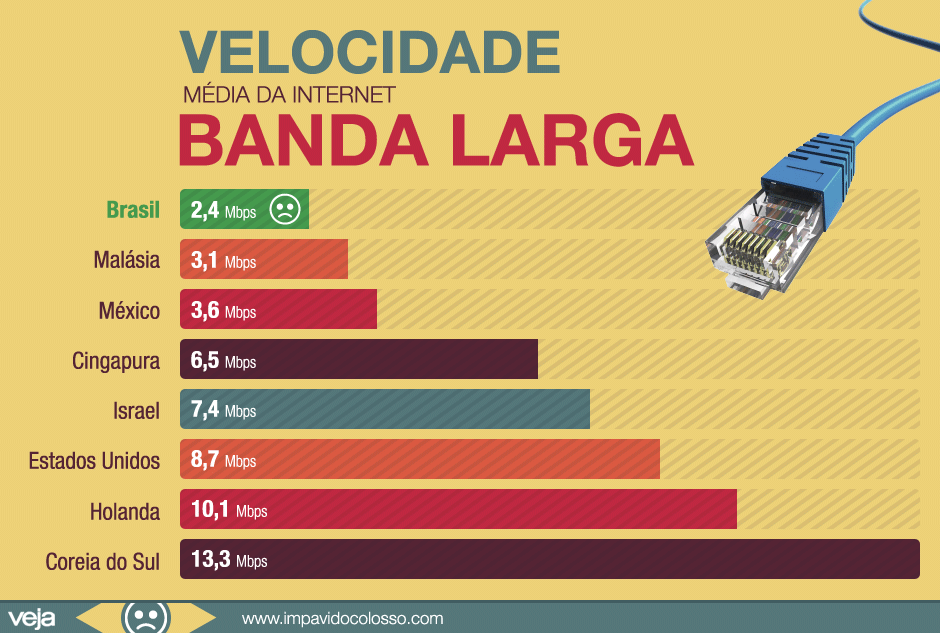 VELOCIDADE
MÉDIA DA INTERNET
BANDA LARGA
Brasil 2,4 Mbps
Malásia 3,1 Mbps
México 3,6 Mbps
Cingapura 6,5 Mbps
Israel 7,4 Mbps
Estados Unidos 8,7 Mbps
Holanda 10,1 Mbps
Coreia do Sul 13,3 Mbps
veja www.impavidocolosso.com